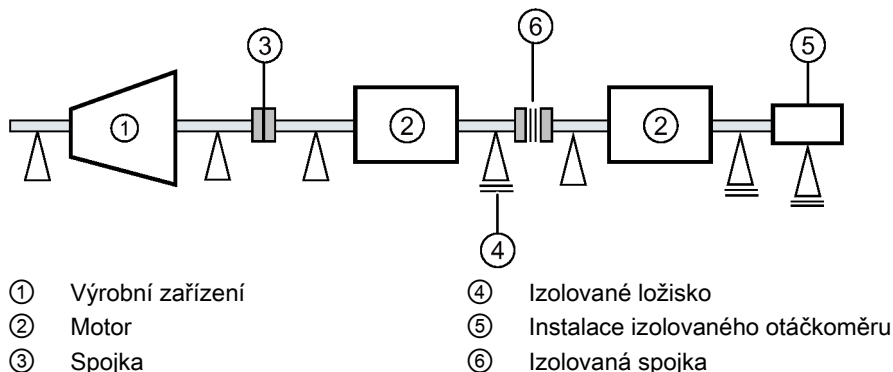 ③ ⑥ ⑤
① ② ②
④
① Výrobní zařízení
② Motor
③ Spojka
④ Izolované ložisko
⑤ Instalace izolovaného otáčkoměru
⑥ Izolovaná spojka